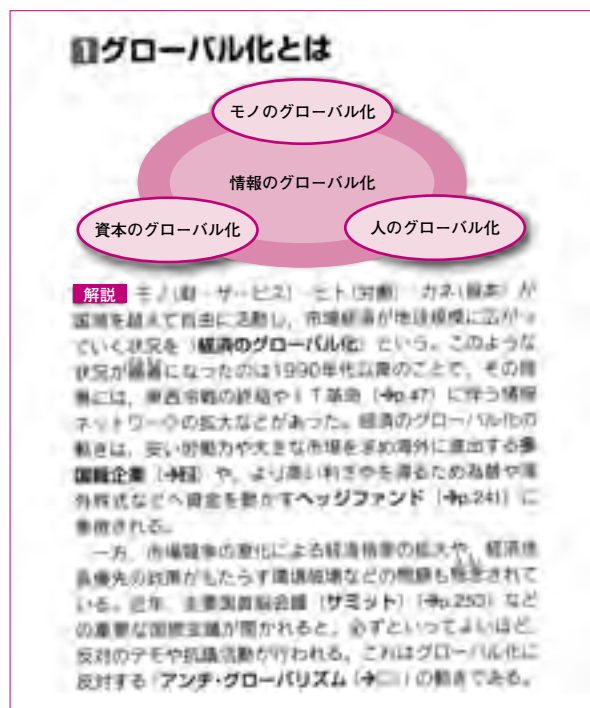 1グローバル化とは
モノのグローバル化
情報のグローバル化
資本のグローバル化
人のグローバル化
解説 モノ(財・サービス)・ヒト(労働)・カネ(資本)が
国境を越えて自由に活動し、市場経済が地球規模に広がっ
ていく状況を〈経済のグローバル化〉という。このような
状況が顕著になったのは1990年代以降のことで、その背
景には、東西冷戦の終結やIT革命(➔p.47)に伴う情報
ネットワークの拡大などがあった。経済のグローバル化の
動きは、安い労働力や大きな市場を求め海外に進出する多
国籍企業(➔)や、より高い利ざやを得るため為替や海
外株式などへ資金を動かすヘッジファンド(➔p.241)に
象徴される。
一方、市場競争の激化による経済格差の拡大や、経済成
長優先の政策がもたらす環境破壊などの問題も懸念されて
いる。近年、主要国首脳会議(サミット)(➔p.253)など
の重要な国際会議が開かれると、必ずといってよいほど、
反対のデモや抗議活動が行われる。これはグローバル化に
反対する〈アンチ・グローバリズム(➔)〉の動きである。